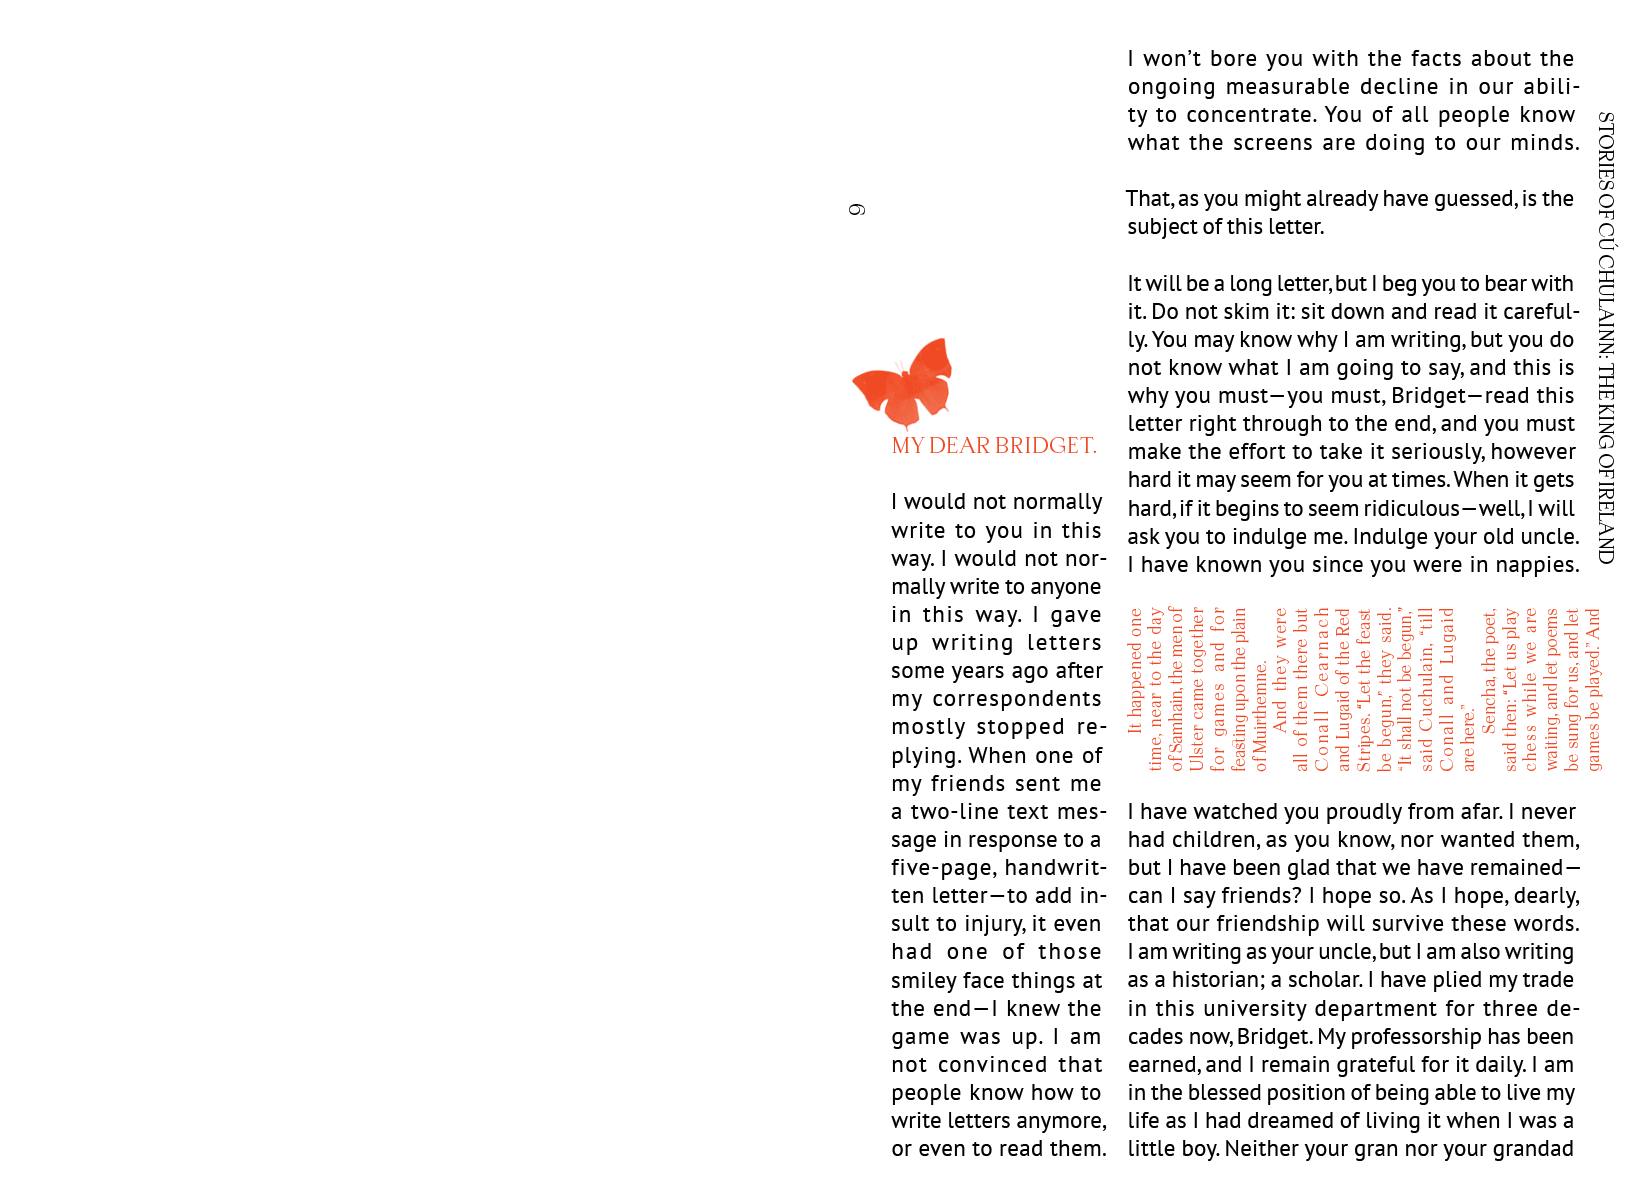 9
MY DEAR BRIDGET.
I would not normally
write to you in this
way. I would not nor-
mally write to anyone
in this way. I gave
up writing letters
some years ago after
my correspondents
mostly stopped re-
plying. When one of
my friends sent me
a two-line text mes-
sage in response to a
five-page, handwrit-
ten letter—to add in-
sult to injury, it even
had one of those
smiley face things at
the end—I knew the
game was up. I am
not convinced that
people know how to
write letters anymore,
or even to read them.
I won’t bore you with the facts about the
ongoing measurable decline in our abili-
ty to concentrate. You of all people know
what the screens are doing to our minds.
That, as you might already have guessed, is the
subject of this letter.
It will be a long letter, but I beg you to bear with
it. Do not skim it: sit down and read it careful-
ly. You may know why I am writing, but you do
not know what I am going to say, and this is
why you must—you must, Bridget—read this
letter right through to the end, and you must
make the effort to take it seriously, however
hard it may seem for you at times. When it gets
hard, if it begins to seem ridiculous—well, I will
ask you to indulge me. Indulge your old uncle.
I have known you since you were in nappies.
It happened one
time, near to the day
of Samhain, the men of
Ulster came together
for games and for
feasting upon the plain
of Muirthemne.
And they were
all of them there but
Conall Cearnach
and Lugaid of the Red
Stripes. “Let the feast
be begun,” they said.
“It shall not be begun,”
said Cuchulain, “till
Conall and Lugaid
are here.”
Sencha, the poet,
said then: “Let us play
chess while we are
waiting, and let poems
be sung for us, and let
games be played.” And
I have watched you proudly from afar. I never
had children, as you know, nor wanted them,
but I have been glad that we have remained—
can I say friends? I hope so. As I hope, dearly,
that our friendship will survive these words.
I am writing as your uncle, but I am also writing
as a historian; a scholar. I have plied my trade
in this university department for three de-
cades now, Bridget. My professorship has been
earned, and I remain grateful for it daily. I am
in the blessed position of being able to live my
life as I had dreamed of living it when I was a
little boy. Neither your gran nor your grandad
STORIES OF CÚ CHULAINN: THE KING OF IRELAND